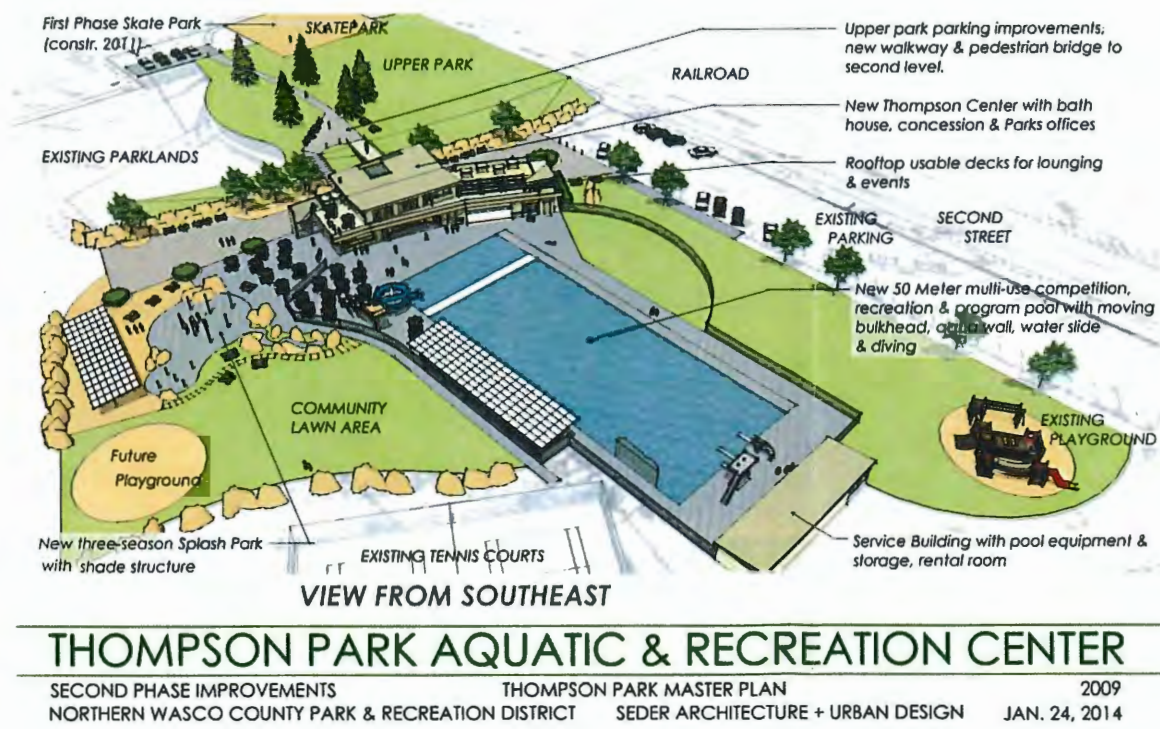 First Phase Skate Park
(constr. 2011)
SKATEPARK
UPPER PARK
Upper park parking improvements;
new walkway & pedestrian bridge to
second level.
RAILROAD
New Thompson Center with bath
house, concession & Parks offices
EXISTING PARKLANDS
Rooftop usable decks for lounging
& events
EXISTING
PARKING
SECOND
STREET
New 50 Meter multi-use competition,
recreation & program pool with moving
bulkhead, aqua wall, water slide
& diving
COMMUNITY
LAWN AREA
EXISTING
PLAYGROUND
Future
Playground
New three-season Splash Park
with shade structure
EXISTING TENNIS COURTS
Service Building with pool equipment &
storage, rental room
VIEW FROM SOUTHEAST
THOMPSON PARK AQUATIC & RECREATION CENTER
SECOND PHASE IMPROVEMENTS THOMPSON PARK MASTER PLAN 2009
NORTHERN WASCO COUNTY PARK & RECREATION DISTRICT SEDER ARCHITECTURE + URBAN DESIGN JAN. 24, 2014